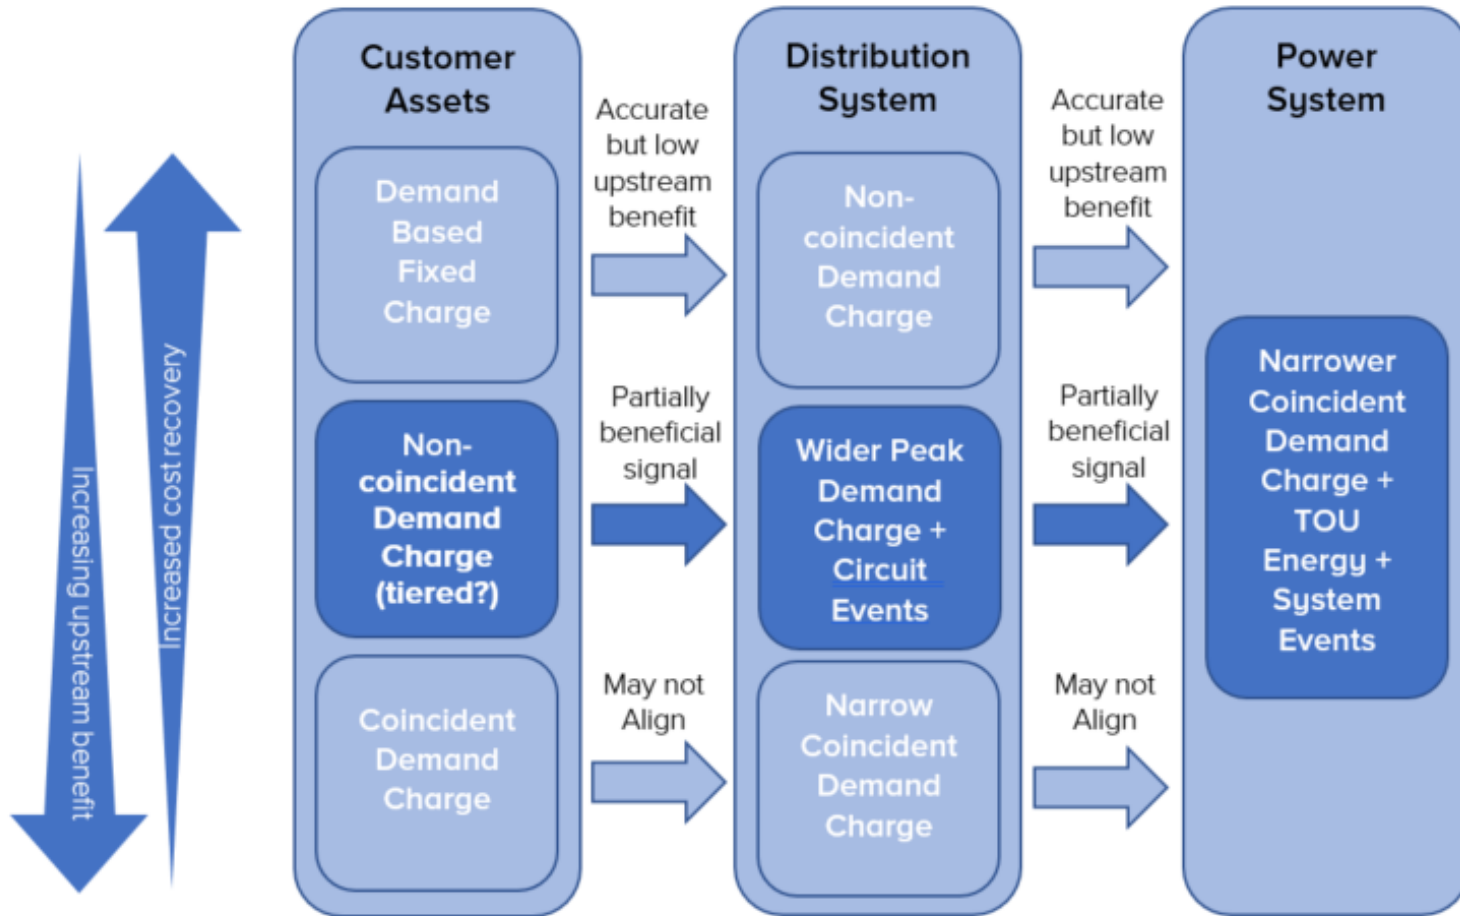 Increasing upstream benefit
Increased cost recovery
Customer
Assets
Demand
Based
Fixed
Charge
Non-
coincident
Demand
Charge
(tiered?)
Coincident
Demand
Charge
Accurate
but low
upstream
benefit
Partially
beneficial
signal
May not
Align
Distribution
System
Non-
coincident
Demand
Charge
Wider Peak
Demand
Charge +
Circuit
Events
Narrow
Coincident
Demand
Charge
Accurate
but low
upstream
benefit
Partially
beneficial
signal
May not
Align
Power
System
Narrower
Coincident
Demand
Charge +
TOU
Energy +
System
Events